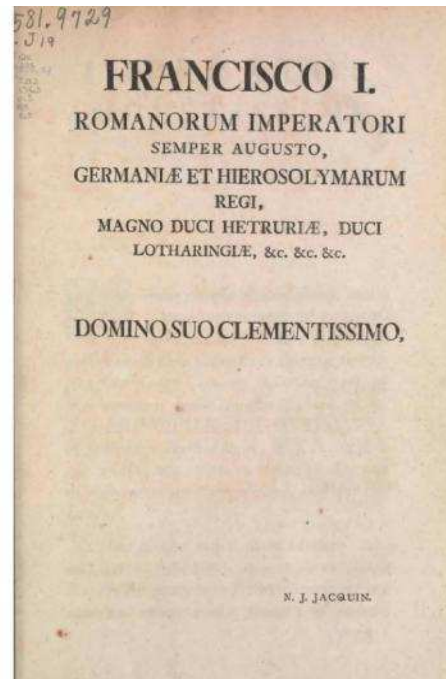 581.9729
.J19
FRANCISCO I.
ROMANORUM IMPERATORI
SEMPER AUGUSTO,
GERMANIÆ ET HIEROSOLYMARUM
REGI,
MAGNO DUCI HETRURIÆ, DUCI
LOTHARINGIÆ, &c. &c. &c.
DOMINO SUO CLEMENTISSIMO,
N. J. JACQUIN.